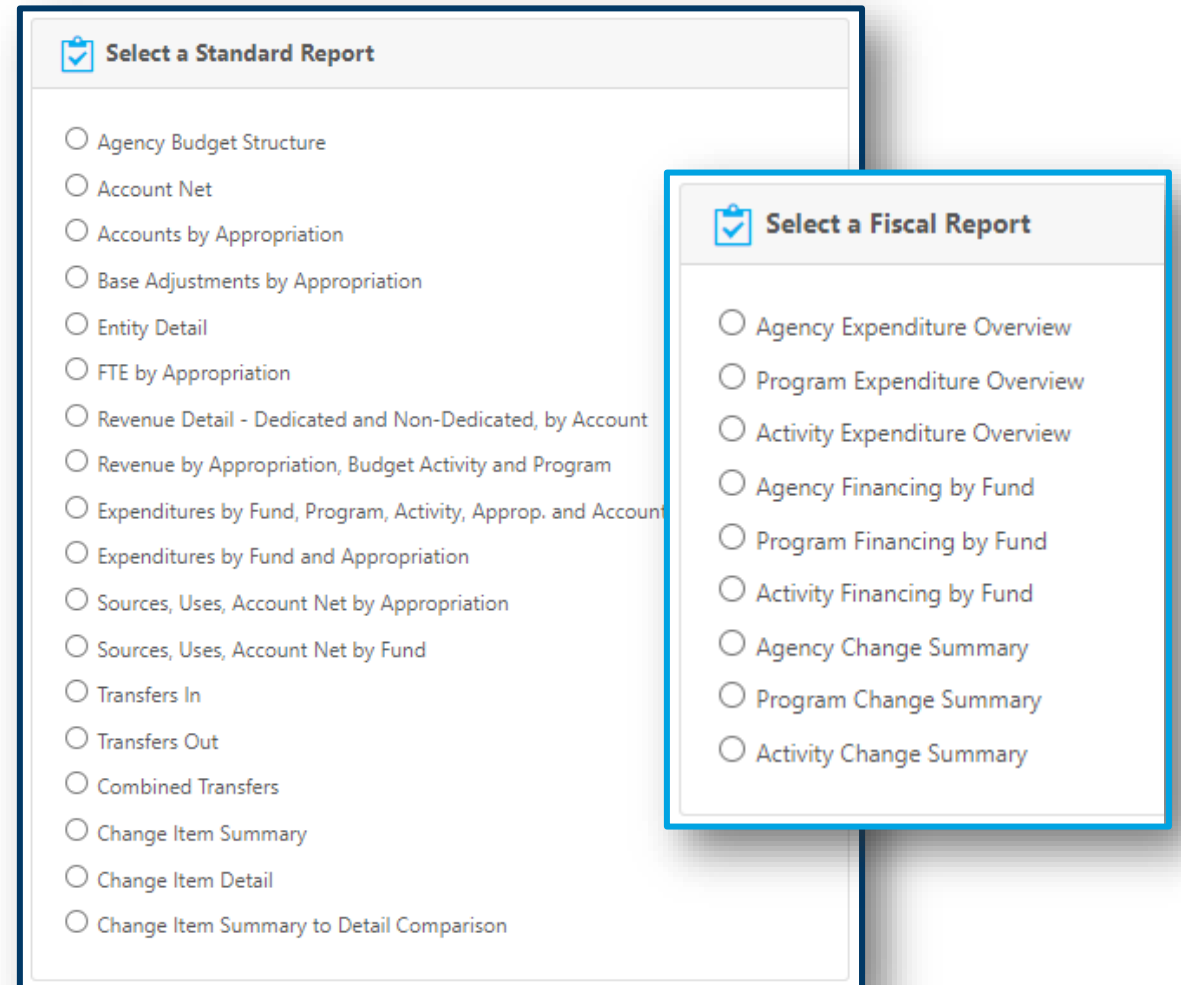 Select a Standard Report
Agency Budget Structure
Account Net
Accounts by Appropriation
Base Adjustments by Appropriation
Entity Detail
FTE by Appropriation
Revenue Detail - Dedicated and Non-Dedicated, by Account
Revenue by Appropriation, Budget Activity and Program
Expenditures by Fund, Program, Activity, Approp. and Account
Expenditures by Fund and Appropriation
Sources, Uses, Account Net by Appropriation
Sources, Uses, Account Net by Fund
Transfers In
Transfers Out
Combined Transfers
Change Item Summary
Change Item Detail
Change Item Summary to Detail Comparison
Select a Fiscal Report
Agency Expenditure Overview
Program Expenditure Overview
Activity Expenditure Overview
Agency Financing by Fund
Program Financing by Fund
Activity Financing by Fund
Agency Change Summary
Program Change Summary
Activity Change Summary